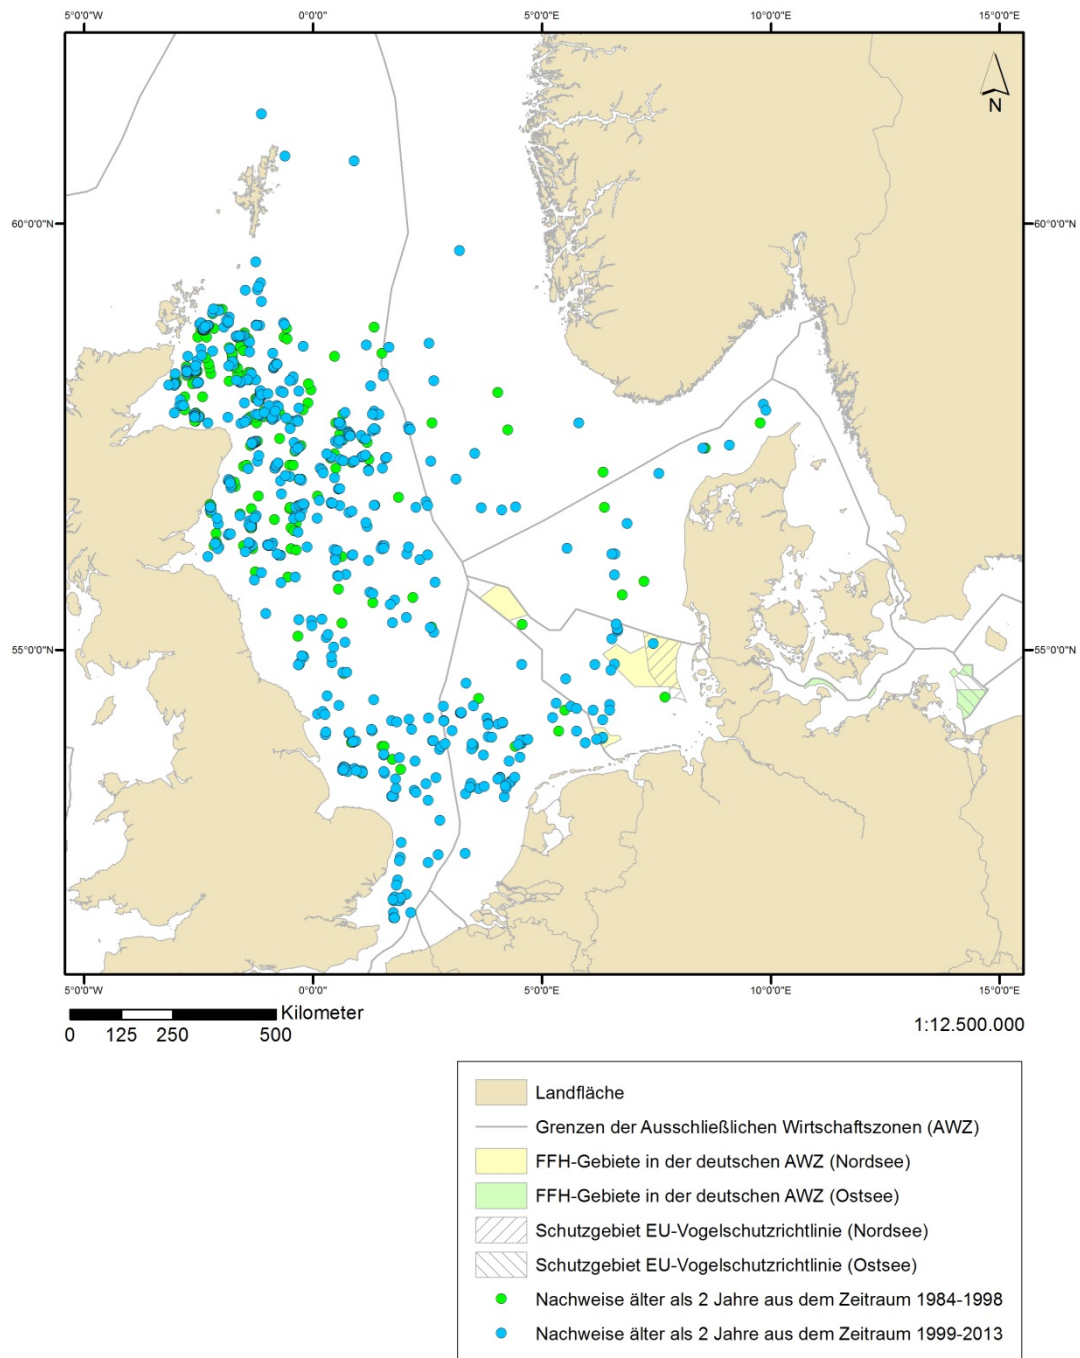 5°0'0"W 0°0'0" 5°0'0"E 10°0'0"E 15°0'0"E
N
60°0'0"N 60°0'0"N
55°0'0"N 55°0'0"N
5°0'0"W 0°0'0" 5°0'0"E 10°0'0"E 15°0'0"E
Kilometer
0 125 250 500
1:12.500.000
Landfläche
Grenzen der Ausschließlichen Wirtschaftszonen (AWZ)
FFH-Gebiete in der deutschen AWZ (Nordsee)
FFH-Gebiete in der deutschen AWZ (Ostsee)
Schutzgebiet EU-Vogelschutzrichtlinie (Nordsee)
Schutzgebiet EU-Vogelschutzrichtlinie (Ostsee)
Nachweise älter als 2 Jahre aus dem Zeitraum 1984-1998
Nachweise älter als 2 Jahre aus dem Zeitraum 1999-2013